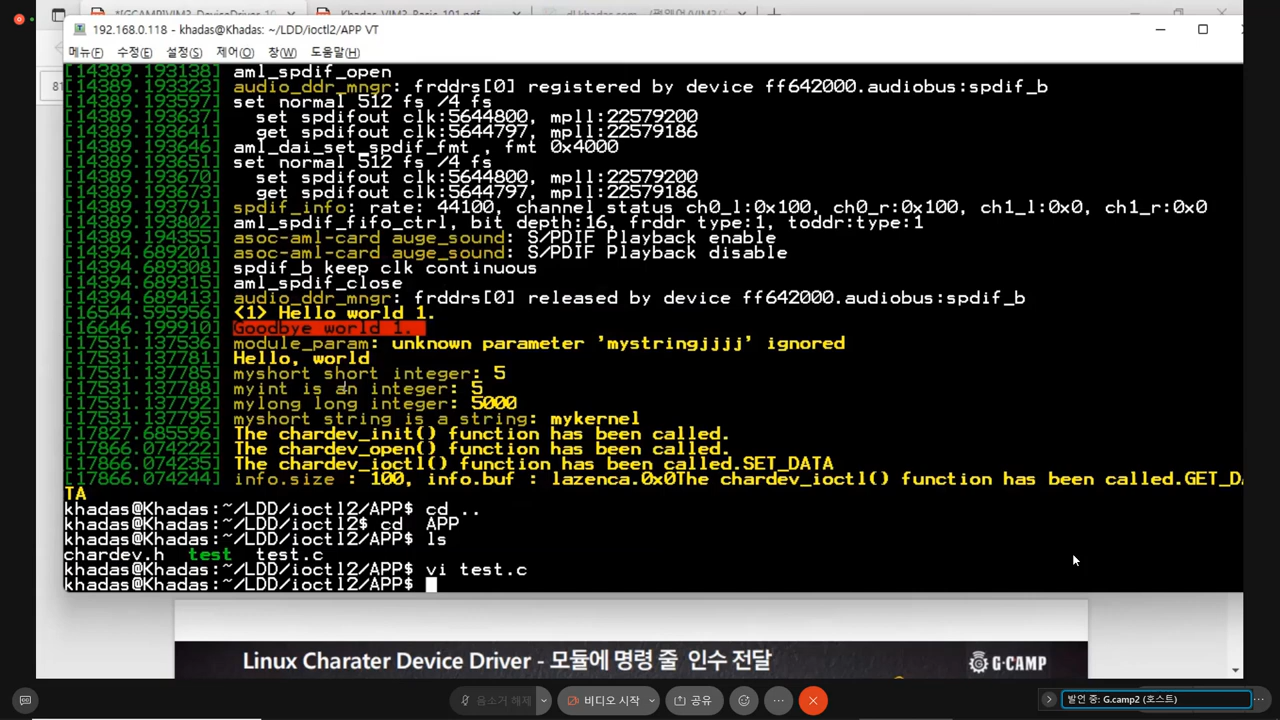 *[GCAMP]VIM3_DeviceDriver_10
Khadas_VIM3_Basic_101.pdf
192.168.0.118 - khadas@Khadas: ~/LDD/ioctl2/APP VT
메뉴(F) 수정(E) 설정(S) 제어(O) 창(W) 도움말(H)
81
[14389.193138] aml_spdif_open
[14389.193323] audio_ddr_mngr: frddrs[0] registered by device ff642000.audiobus:spdif_b
[14389.193597] set normal 512 fs /4 fs
[14389.193637] set spdifout clk:5644800, mpll:22579200
[14389.193641] get spdifout clk:5644797, mpll:22579186
[14389.193646] aml_dai_set_spdif_fmt , fmt 0x4000
[14389.193651] set normal 512 fs /4 fs
[14389.193670] set spdifout clk:5644800, mpll:22579200
[14389.193673] get spdifout clk:5644797, mpll:22579186
[14389.193791] spdif_info: rate: 44100, channel status ch0_l:0x100, ch0_r:0x100, ch1_l:0x0, ch1_r:0x0
[14389.193802] aml_spdif_fifo_ctrl, bit depth:16, frddr type:1, toddr:type:1
[14389.194355] asoc-aml-card auge_sound: S/PDIF Playback enable
[14394.689252] asoc-aml-card auge_sound: S/PDIF Playback disable
[14394.689308] spdif_b keep clk continuous
[14394.689315] aml_spdif_close
[14394.689413] audio_ddr_mngr: frddrs[0] released by device ff642000.audiobus:spdif_b
[16544.571199] <1> Hello world 1.
[16646.199910] Goodbye world 1.
[17531.137536] module_param: unknown parameter 'mystringjjjj' ignored
[17531.137781] Hello, world
[17531.137785] myshort short integer: 5
[17531.137788] myint is an integer: 5
[17531.137792] mylong long integer: 5000
[17531.137795] myshort string is a string: mykernel
[17827.685596] The chardev_init() function has been called.
[17866.074222] The chardev_open() function has been called.
[17866.074235] The chardev_ioctl() function has been called.SET_DATA
[17866.074244] info.size : 100, info.buf : lazenca.0x0The chardev_ioctl() function has been called.GET_DA
TA
khadas@Khadas:~/LDD/ioctl2/APP$ cd ..
khadas@Khadas:~/LDD/ioctl2$ cd APP
khadas@Khadas:~/LDD/ioctl2/APP$ ls
chardev.h test test.c
khadas@Khadas:~/LDD/ioctl2/APP$ vi test.c
khadas@Khadas:~/LDD/ioctl2/APP$
Linux Charater Device Driver - 모듈에 명령 줄 인수 전달
G·CAMP
음소거 해제 비디오 시작 공유
발언 중: G.camp2 (호스트)